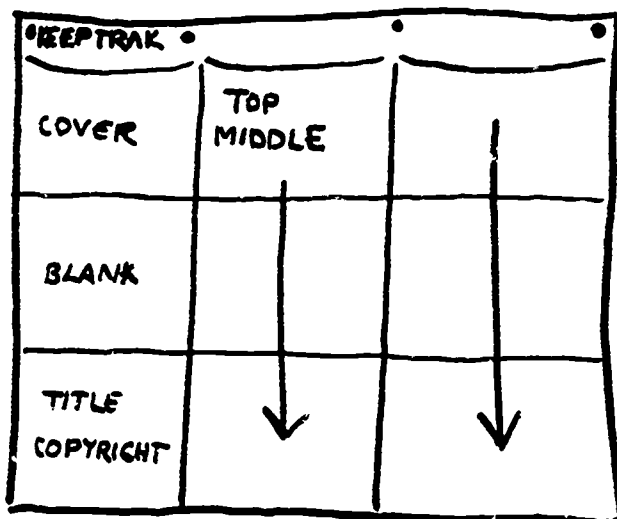 KEEPTRAK
COVER
TOP
MIDDLE
BLANK
TITLE
COPYRIGHT